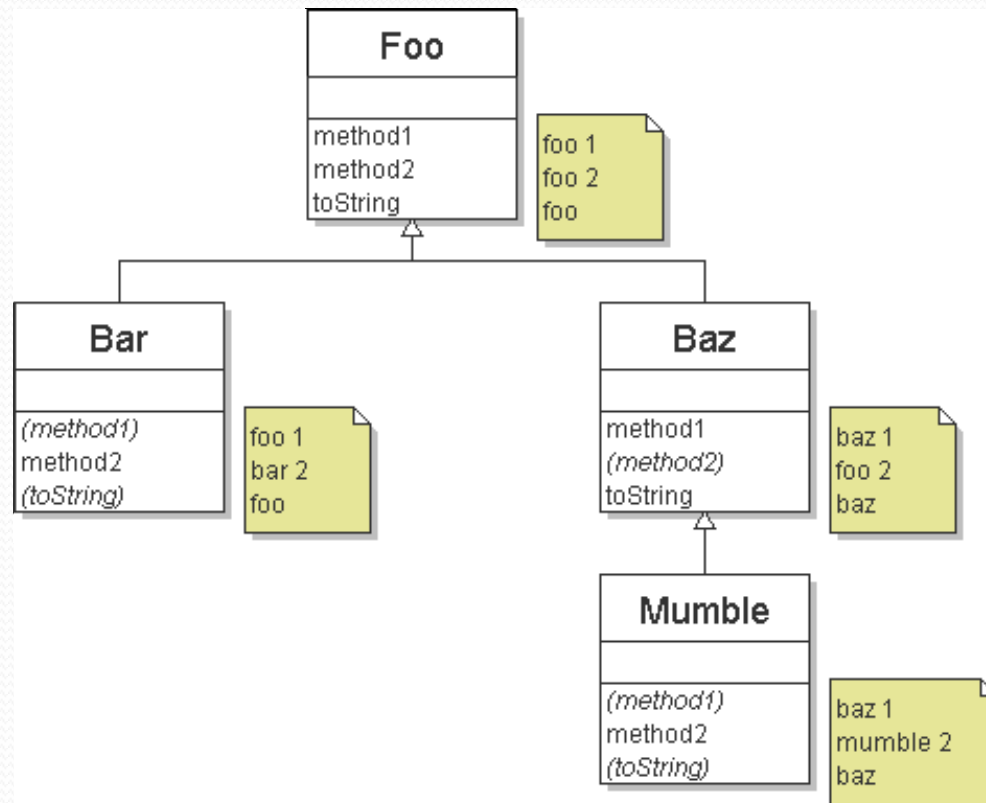 Foo
method1
method2
toString
foo 1
foo 2
foo
Bar
(method1)
method2
(toString)
foo 1
bar 2
foo
Baz
method1
(method2)
toString
baz 1
foo 2
baz
Mumble
(method1)
method2
(toString)
baz 1
mumble 2
baz